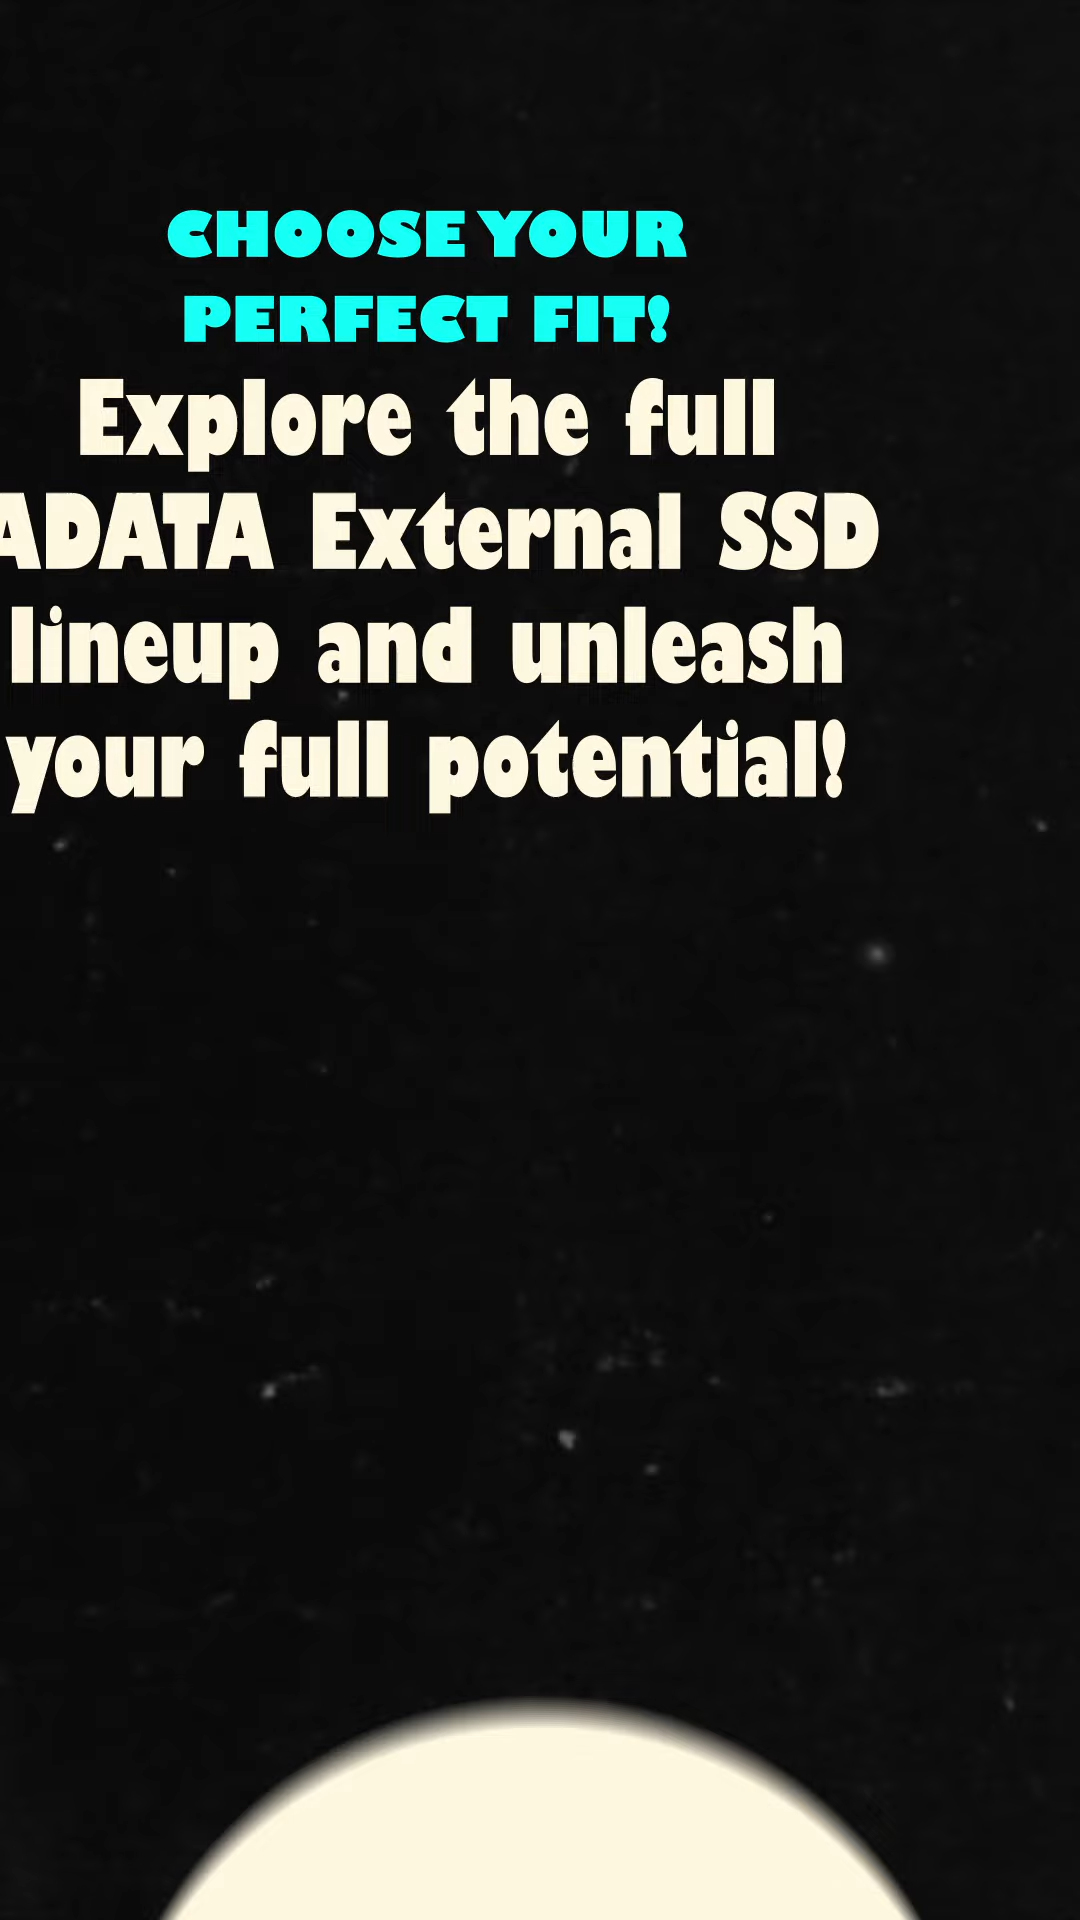 CHOOSE YOUR
PERFECT FIT!
Explore the full
ADATA External SSD
lineup and unleash
your full potential!